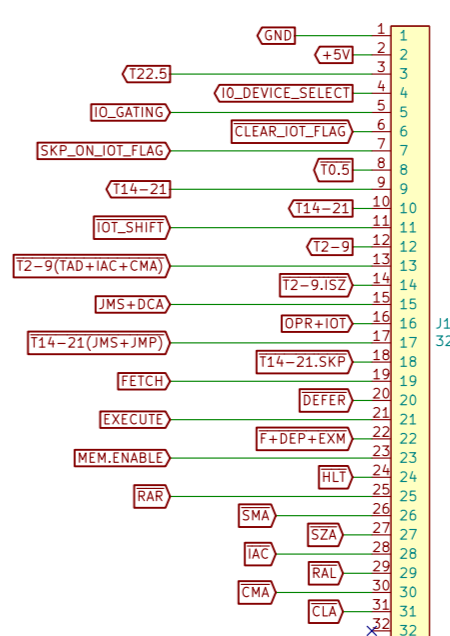 GND 1 1
+5V 2 2
T22.5 3 3
IO_DEVICE_SELECT 4 4
IO_GATING 5 5
CLEAR_IOT_FLAG 6 6
SKP_ON_IOT_FLAG 7 7
T0.5 8 8
T14-21 9 9
T14-21 10 10
IOT_SHIFT 11 11
T2-9 12 12
T2-9(TAD+IAC+CMA) 13 13
T2-9.ISZ 14 14
JMS+DCA 15 15
OPR+IOT 16 16 J1
T14-21(JMS+JMP) 17 17 32
T14-21.SKP 18 18
FETCH 19 19
DEFER 20 20
EXECUTE 21 21
F+DEP+EXM 22 22
MEM.ENABLE 23 23
HLT 24 24
RAR 25 25
SMA 26 26
SZA 27 27
IAC 28 28
RAL 29 29
CMA 30 30
CLA 31 31
32 32